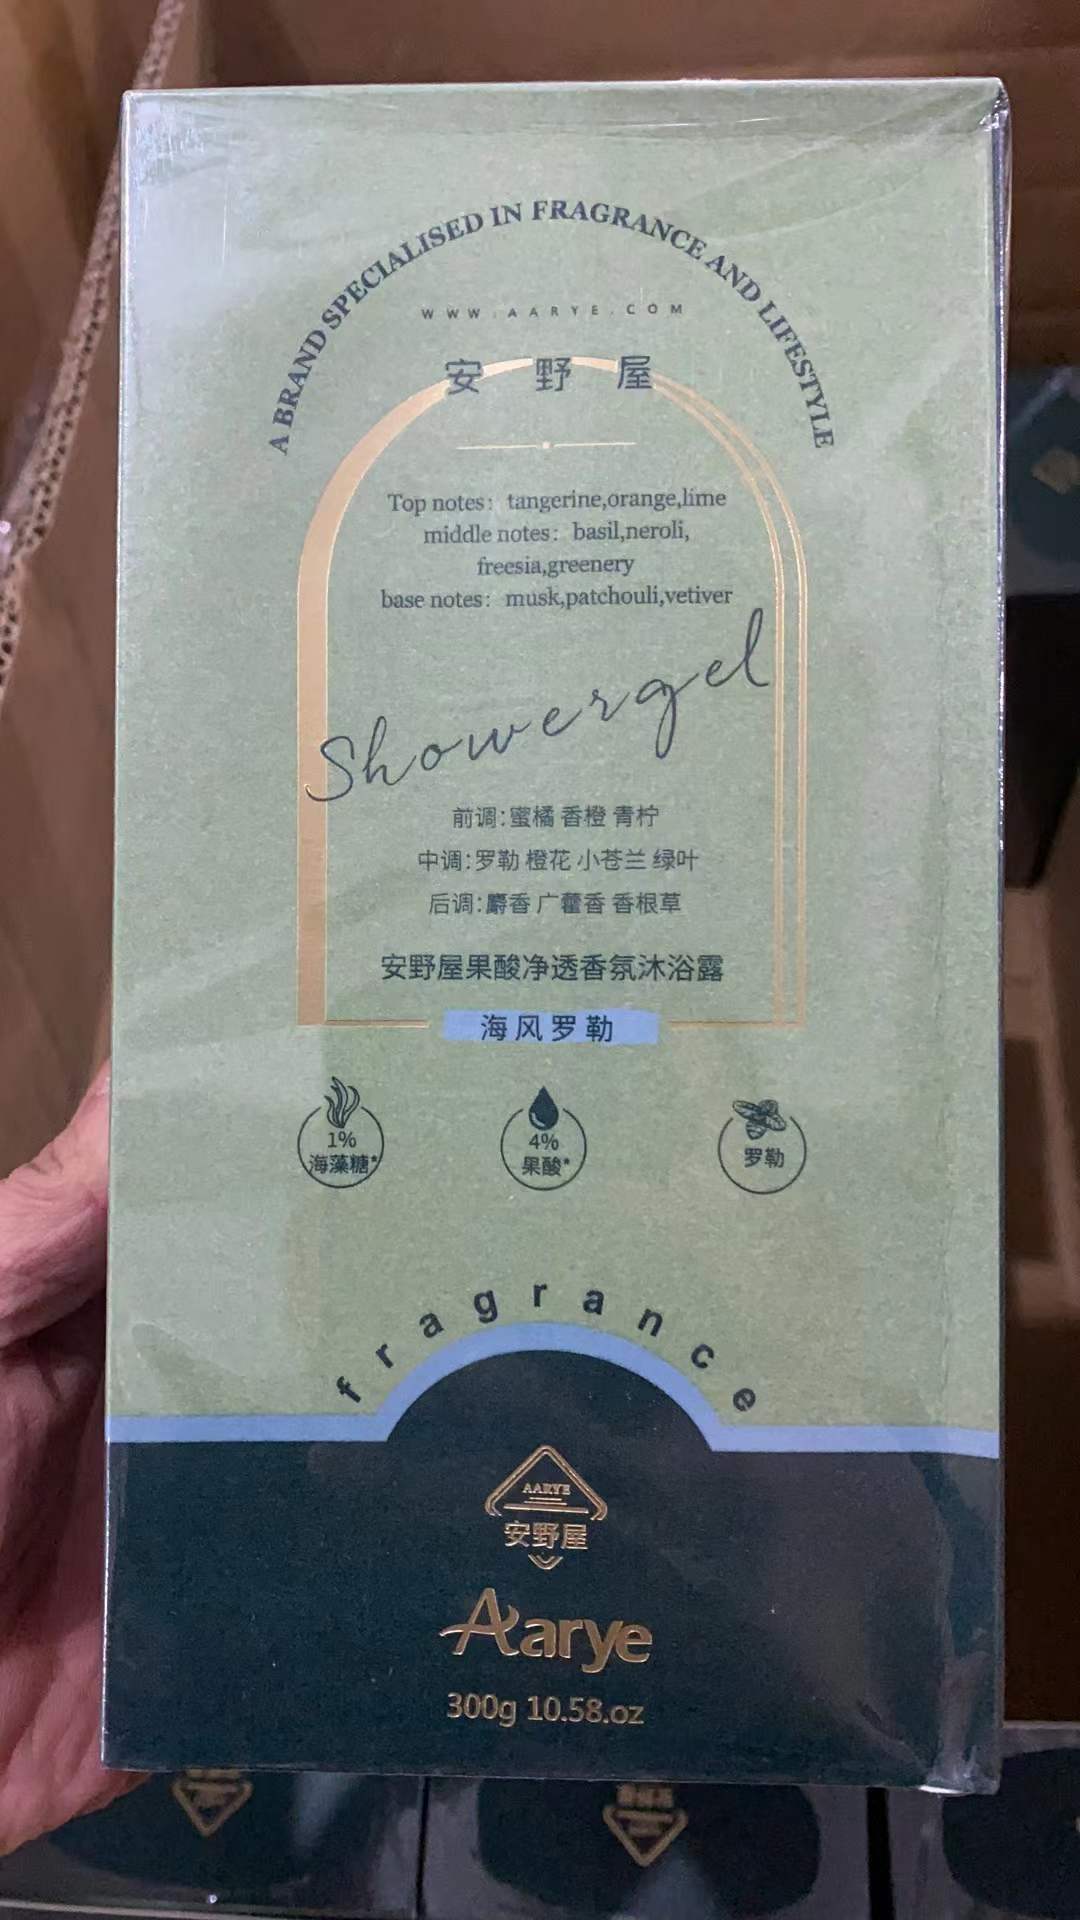 A BRAND SPECIALISED IN FRAGRANCE AND LIFESTYLE
WWW.AARYE.COM
安野屋
Top notes: tangerine,orange,lime
middle notes: basil,neroli,
freesia,greenery
base notes: musk,patchouli,vetiver
Showergel
前调:蜜橘 香橙 青柠
中调:罗勒 橙花 小苍兰 绿叶
后调:麝香 广藿香 香根草
安野屋果酸净透香氛沐浴露
海风罗勒
1%
海藻糖*
4%
果酸*
罗勒
fragrance
AARYE
安野屋
Aarye
300g 10.58.oz